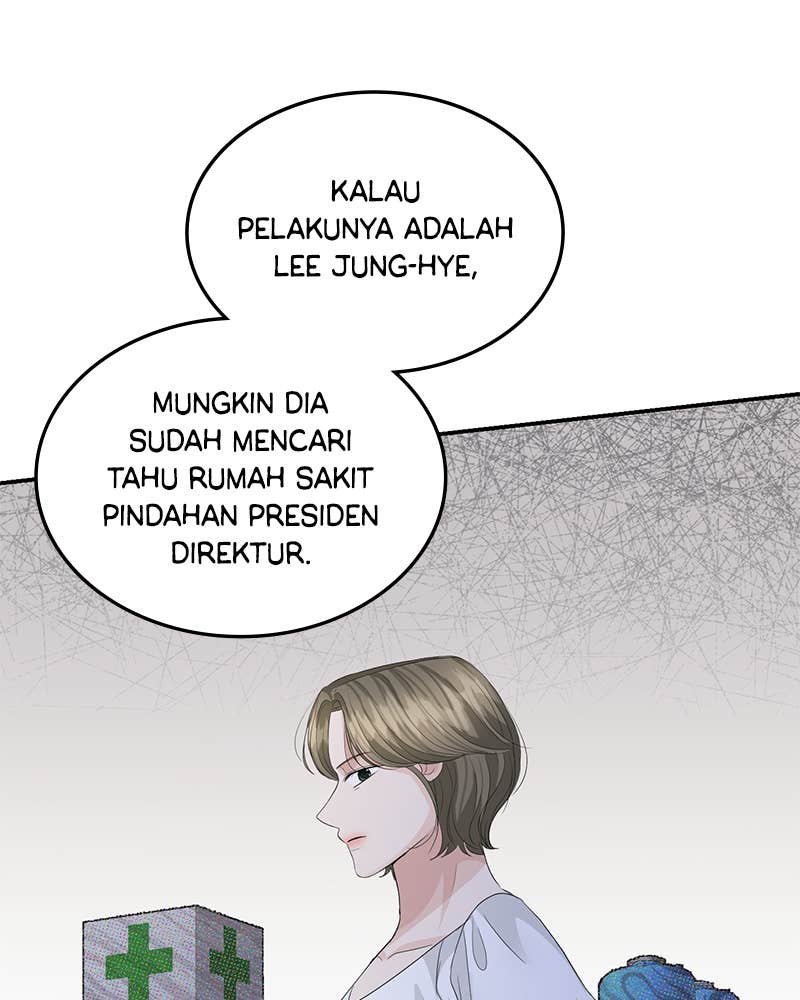 KALAU
PELAKUNYA ADALAH
LEE JUNG-HYE,
MUNGKIN DIA
SUDAH MENCARI
TAHU RUMAH SAKIT
PINDAHAN PRESIDEN
DIREKTUR.